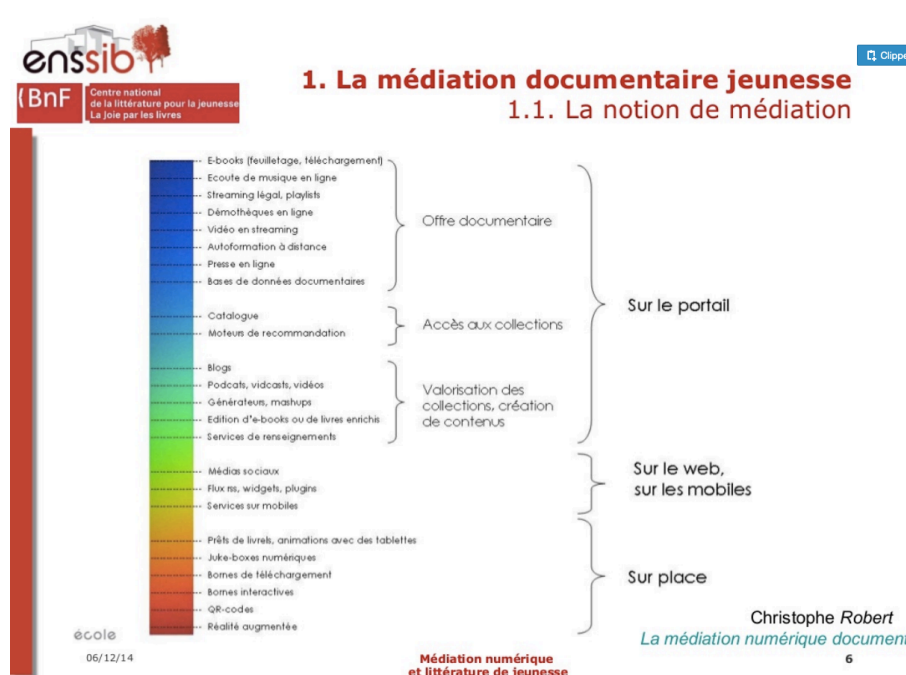 enssib
{BnF
Centre national
de la littérature pour la jeunesse
La Joie par les livres
Clippe
1. La médiation documentaire jeunesse
1.1. La notion de médiation
E-books (feuilletage, téléchargement)
Ecoute de musique en ligne
Streaming légal, playlists
Démothèques en ligne
Vidéo en streaming
Autoformation à distance
Presse en ligne
Bases de données documentaires
Offre documentaire
Catalogue
Moteurs de recommandation
Accès aux collections
Blogs
Podcats, vidcasts, vidéos
Générateurs, mashups
Edition d'e-books ou de livres enrichis
Services de renseignements
Valorisation des
collections, création
de contenus
Sur le portail
Médias sociaux
Flux rss, widgets, plugins
Services sur mobiles
Sur le web,
sur les mobiles
Prêts de livrels, animations avec des tablettes
Juke-boxes numériques
Bornes de téléchargement
Bornes interactives
QR-codes
Réalité augmentée
Sur place
Christophe Robert
La médiation numérique document
école
06/12/14
Médiation numérique
et littérature de jeunesse
6